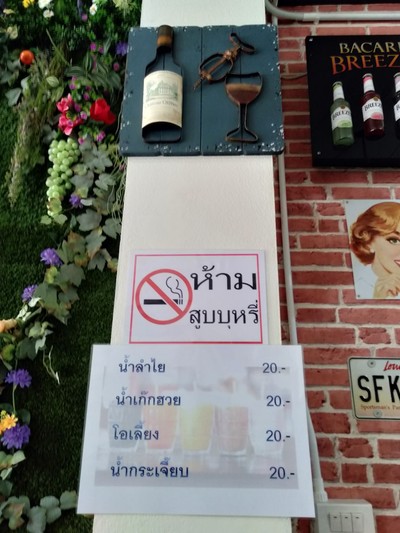 BACARDI
BREEZER
ห้าม
สูบบุหรี่
SFK
น้ำลำไย 20.-
น้ำเก๊กฮวย 20.-
โอเลี้ยง 20.-
น้ำกระเจี๊ยบ 20.-